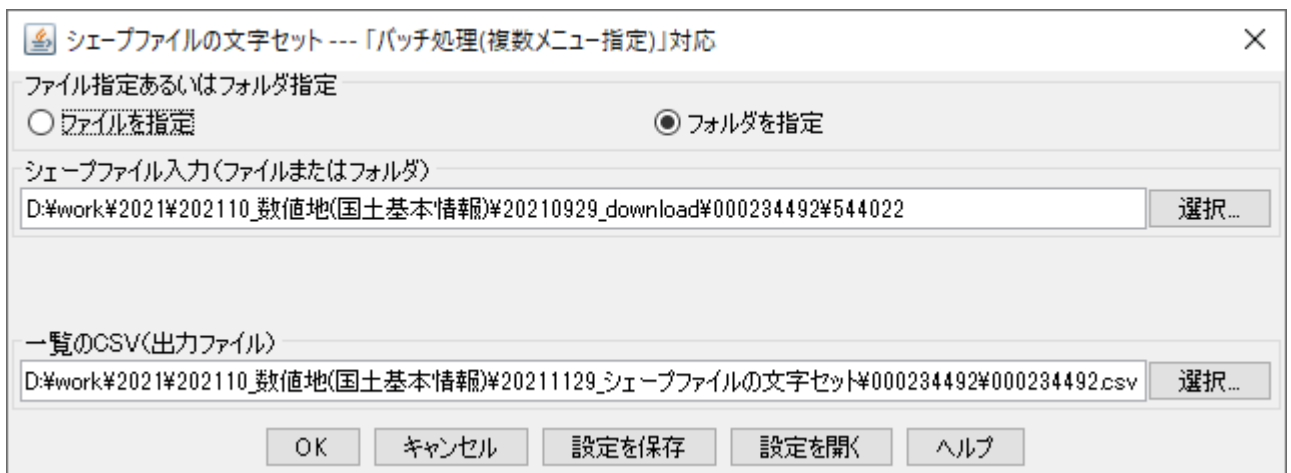 シェープファイルの文字セット --- 「バッチ処理(複数メニュー指定)」対応
ファイル指定あるいはフォルダ指定
ファイルを指定
フォルダを指定
シェープファイル入力(ファイルまたはフォルダ)
D:¥work¥2021¥202110_数値地(国土基本情報)¥20210929_download¥000234492¥544022
選択...
一覧のCSV(出力ファイル)
D:¥work¥2021¥202110_数値地(国土基本情報)¥20211129_シェープファイルの文字セット¥000234492¥000234492.csv
選択...
OK
キャンセル
設定を保存
設定を開く
ヘルプ